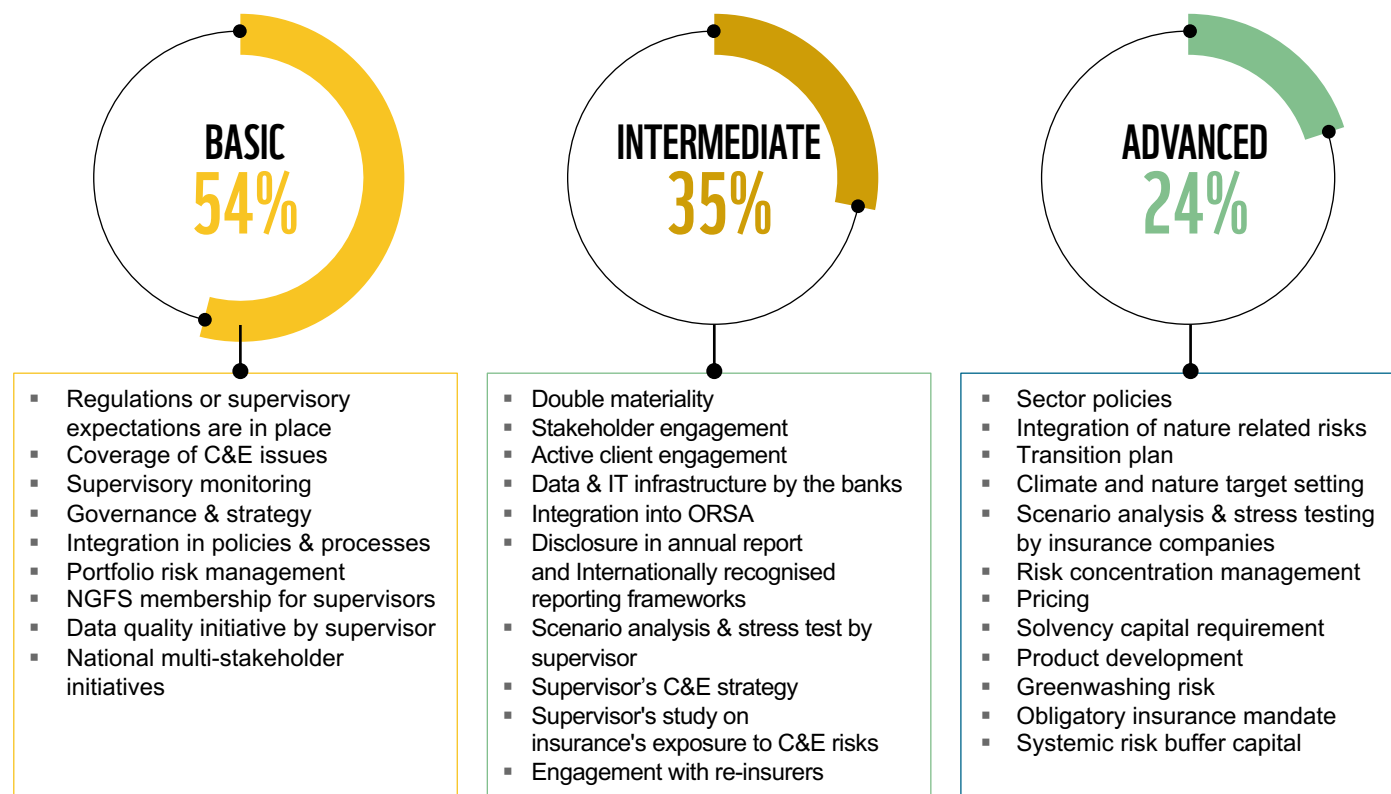 BASIC
54%
Regulations or supervisory
expectations are in place
Coverage of C&E issues
Supervisory monitoring
Governance & strategy
Integration in policies & processes
Portfolio risk management
NGFS membership for supervisors
Data quality initiative by supervisor
National multi-stakeholder
initiatives
INTERMEDIATE
35%
Double materiality
Stakeholder engagement
Active client engagement
Data & IT infrastructure by the banks
Integration into ORSA
Disclosure in annual report
and Internationally recognised
reporting frameworks
Scenario analysis & stress test by
supervisor
Supervisor’s C&E strategy
Supervisor's study on
insurance's exposure to C&E risks
Engagement with re-insurers
ADVANCED
24%
Sector policies
Integration of nature related risks
Transition plan
Climate and nature target setting
Scenario analysis & stress testing
by insurance companies
Risk concentration management
Pricing
Solvency capital requirement
Product development
Greenwashing risk
Obligatory insurance mandate
Systemic risk buffer capital